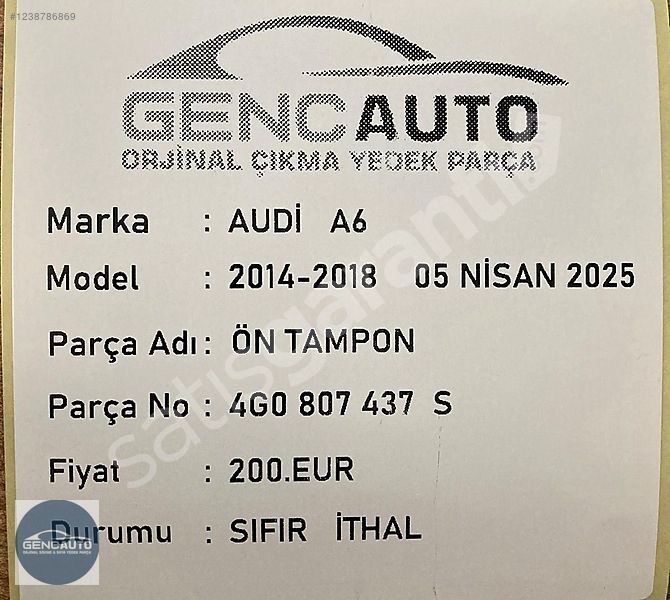 #1238786869
GENCAUTO
ORJİNAL ÇIKMA YEDEK PARÇA
Marka : AUDİ A6
Model : 2014-2018 05 NİSAN 2025
Parça Adı : ÖN TAMPON
Parça No : 4G0 807 437 S
Fiyat : 200.EUR
Durumu : SIFIR İTHAL
satışgaranti
GENCAUTO